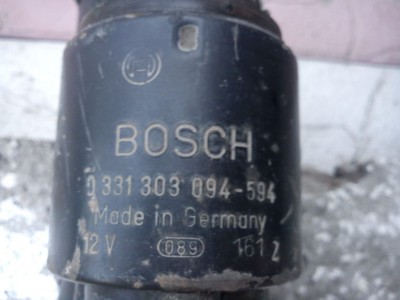 BOSCH
0 331 303 094-594
Made in Germany
12 V 089 161 2